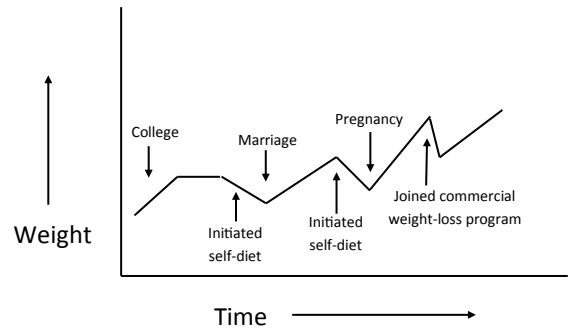 Pregnancy
College
Marriage
Joined commercial
weight-loss program
Initiated
self-diet
Initiated
self-diet
Weight
Time